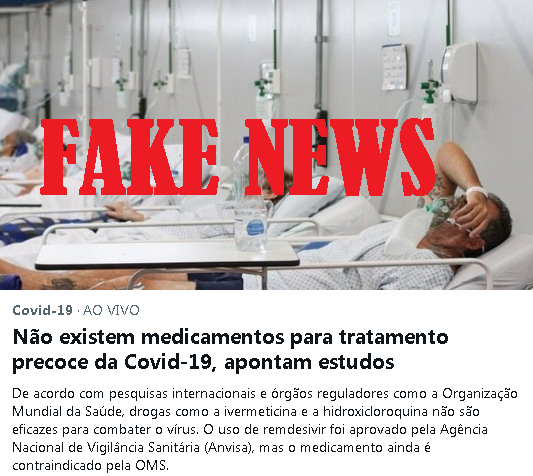 FAKE NEWS
Covid-19 · AO VIVO
Não existem medicamentos para tratamento
precoce da Covid-19, apontam estudos
De acordo com pesquisas internacionais e órgãos reguladores como a Organização
Mundial da Saúde, drogas como a ivermeticina e a hidroxicloroquina não são
eficazes para combater o vírus. O uso de remdesivir foi aprovado pela Agência
Nacional de Vigilância Sanitária (Anvisa), mas o medicamento ainda é
contraindicado pela OMS.